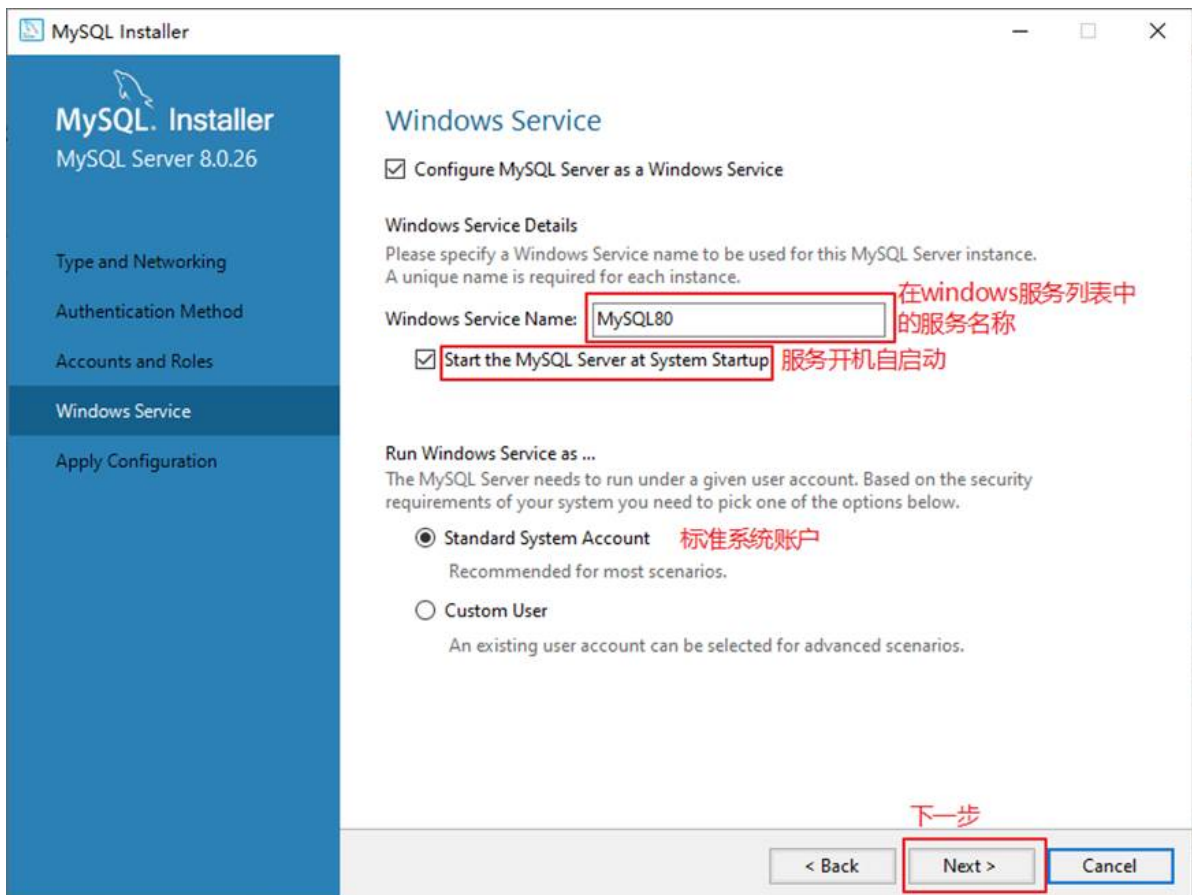 MySQL Installer
MySQL. Installer
MySQL Server 8.0.26
Type and Networking
Authentication Method
Accounts and Roles
Windows Service
Apply Configuration
Windows Service
Configure MySQL Server as a Windows Service
Windows Service Details
Please specify a Windows Service name to be used for this MySQL Server instance.
A unique name is required for each instance.
Windows Service Name: MySQL80
在windows服务列表中
的服务名称
Start the MySQL Server at System Startup 服务开机自启动
Run Windows Service as ...
The MySQL Server needs to run under a given user account. Based on the security
requirements of your system you need to pick one of the options below.
Standard System Account 标准系统账户
Recommended for most scenarios.
Custom User
An existing user account can be selected for advanced scenarios.
下一步
< Back Next > Cancel